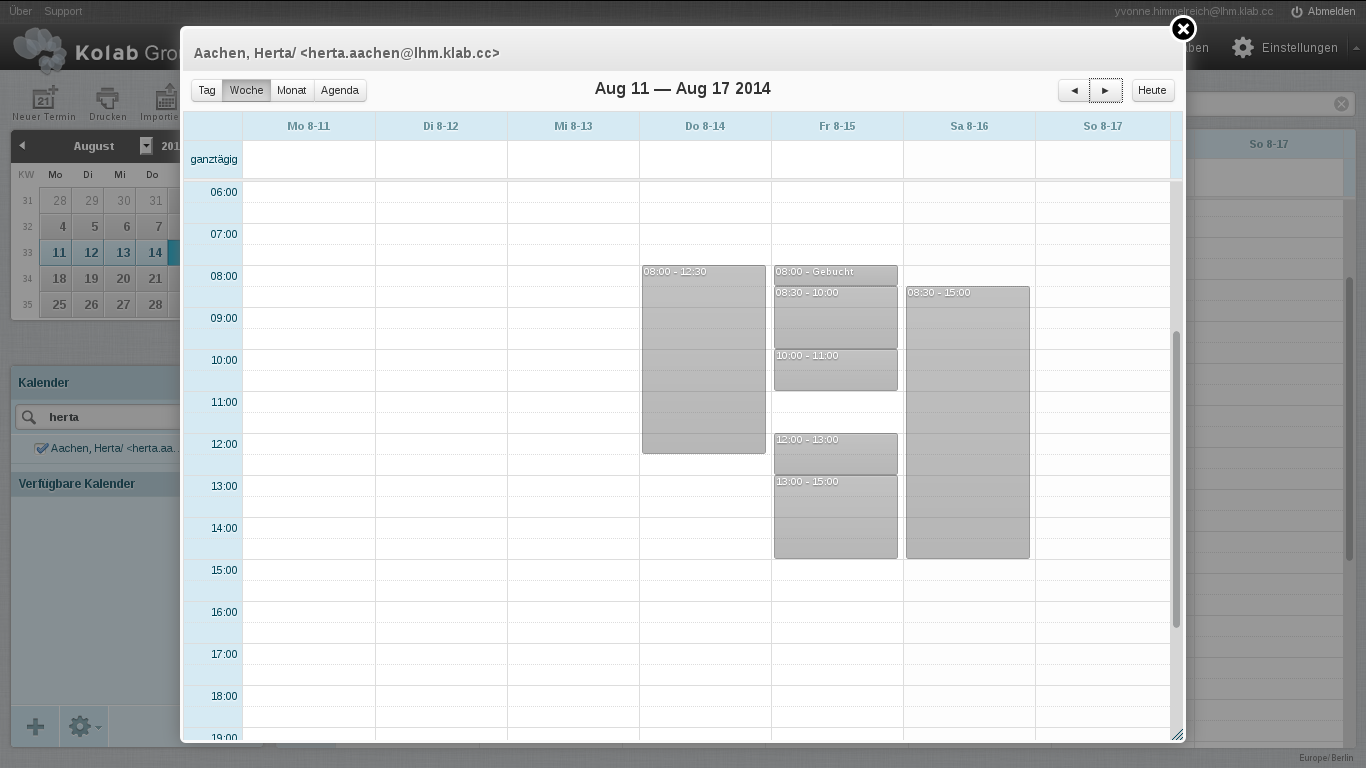 Über Support yvonne.himmelreich@lhm.klab.cc Abmelden
Kolab Einstellungen
Aachen, Herta/ <herta.aachen@lhm.klab.cc>
Tag Woche Monat Agenda Aug 11 — Aug 17 2014 ◄ ► Heute
Neuer Termin Drucken
Mo 8-11 Di 8-12 Mi 8-13 Do 8-14 Fr 8-15 Sa 8-16 So 8-17
So 8-17
August
ganztägig
KW Mo Di Mi Do
31 28 29 30 31
32 4 5 6 7
33 11 12 13 14
34 18 19 20 21
35 25 26 27 28
06:00
07:00
08:00
09:00
10:00
11:00
12:00
13:00
14:00
15:00
16:00
17:00
18:00
19:00
08:00 - 12:30
08:00 - Gebucht
08:30 - 10:00
10:00 - 11:00
12:00 - 13:00
13:00 - 15:00
08:30 - 15:00
Kalender
herta
Aachen, Herta/ <herta.aa...
Verfügbare Kalender
Europe/Berlin